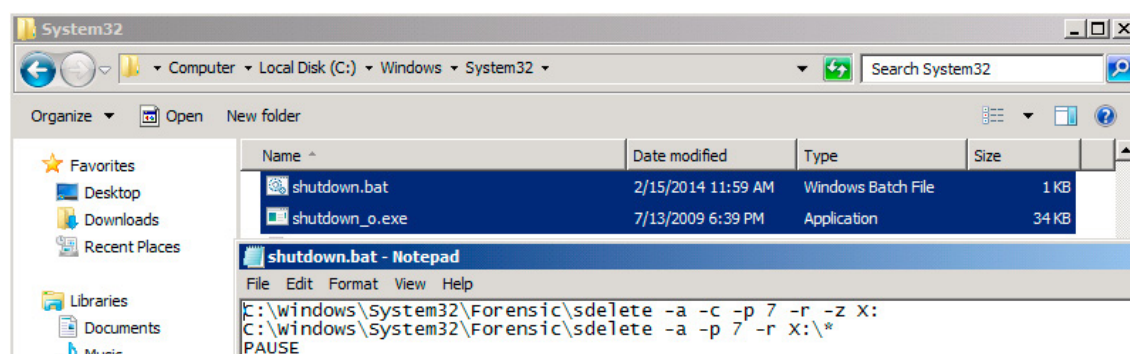 System32
Computer Local Disk (C:) Windows System32
Search System32
Organize Open New folder
Favorites
Desktop
Downloads
Recent Places
Libraries
Documents
Music
Name Date modified Type Size
shutdown.bat 2/15/2014 11:59 AM Windows Batch File 1 KB
shutdown_o.exe 7/13/2009 6:39 PM Application 34 KB
shutdown.bat - Notepad
File Edit Format View Help
C:\Windows\System32\Forensic\sdelete -a -c -p 7 -r -z X:
C:\Windows\System32\Forensic\sdelete -a -p 7 -r X:\*
PAUSE